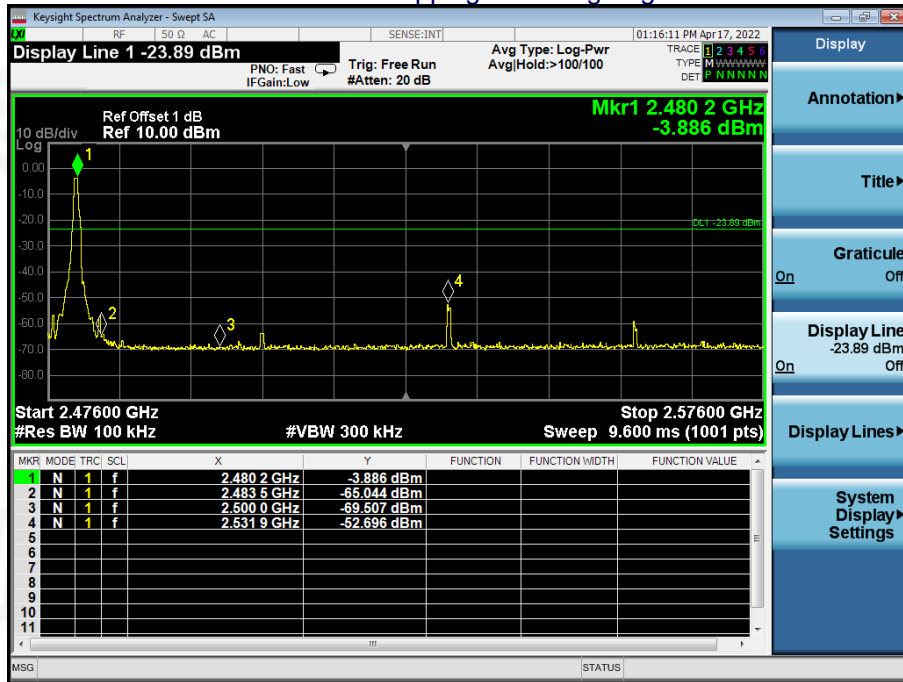 Keysight Spectrum Analyzer - Swept SA
LXI RF 50 Ω AC SENSE:INT 01:16:11 PM Apr 17, 2022
Display Line 1 -23.89 dBm
Avg Type: Log-Pwr
Avg|Hold:>100/100
PNO: Fast
IFGain:Low
Trig: Free Run
#Atten: 20 dB
TRACE 1 2 3 4 5 6
TYPE M WWWWW
DET P N N N N N
Ref Offset 1 dB
Ref 10.00 dBm
10 dB/div
Log
Mkr1 2.480 2 GHz
-3.886 dBm
0.00
-10.0
-20.0
-30.0
-40.0
-50.0
-60.0
-70.0
-80.0
1
2
3
4
DL1 -23.89 dBm
Start 2.47600 GHz
Stop 2.57600 GHz
#Res BW 100 kHz
#VBW 300 kHz
Sweep 9.600 ms (1001 pts)
MKR MODE TRC SCL X Y FUNCTION FUNCTION WIDTH FUNCTION VALUE
1 N 1 f 2.480 2 GHz -3.886 dBm
2 N 1 f 2.483 5 GHz -65.044 dBm
3 N 1 f 2.500 0 GHz -69.507 dBm
4 N 1 f 2.531 9 GHz -52.696 dBm
5
6
7
8
9
10
11
MSG STATUS
Display
Annotation
Title
Graticule
On Off
Display Line
-23.89 dBm
On Off
Display Lines
System
Display
Settings